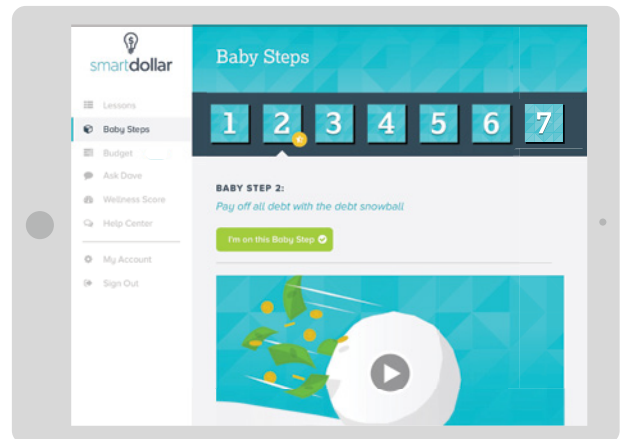 smartdollar
Lessons
Baby Steps
Budget
Ask Dave
Wellness Score
Help Center
My Account
Sign Out
Baby Steps
1 2 3 4 5 6 7
BABY STEP 2:
Pay off all debt with the debt snowball
I'm on this Baby Step